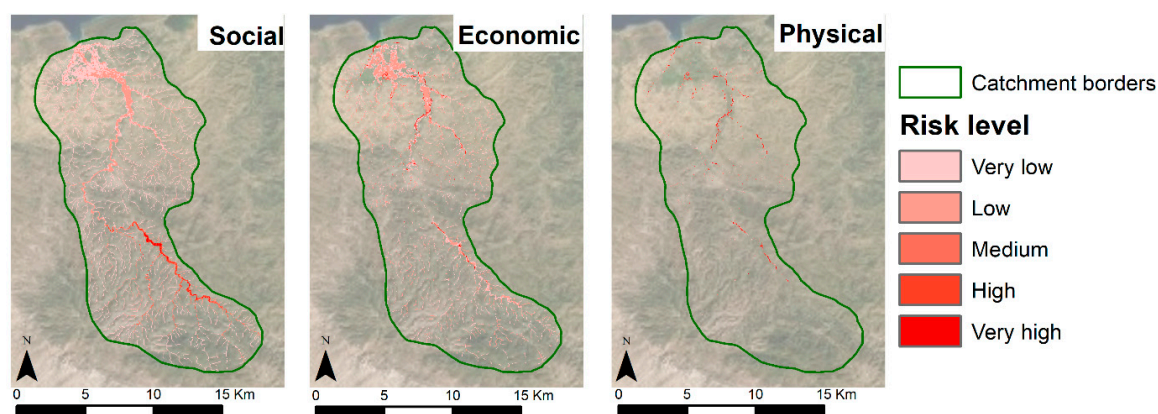 Social
Economic
Physical
Catchment borders
Risk level
Very low
Low
Medium
High
Very high
N
N
N
0 5 10 15 Km
0 5 10 15 Km
0 5 10 15 Km